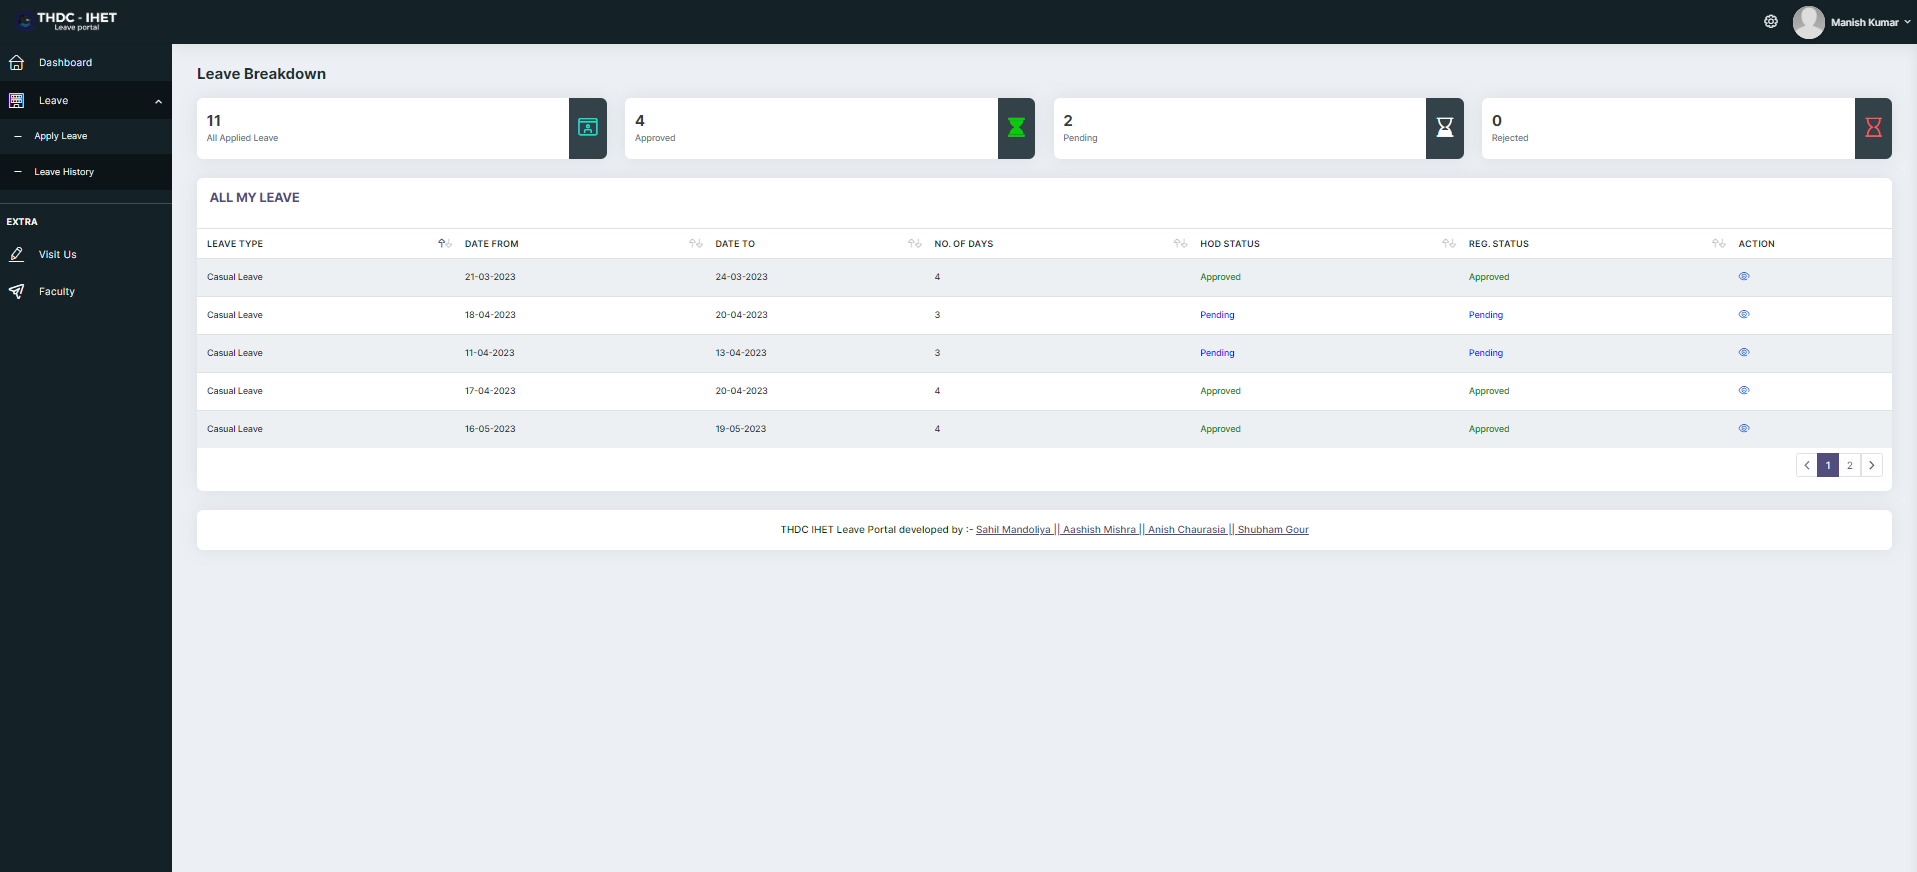 THDC - IHET
Leave portal
Manish Kumar
Dashboard
Leave
Apply Leave
Leave History
EXTRA
Visit Us
Faculty
Leave Breakdown
11
All Applied Leave
4
Approved
2
Pending
0
Rejected
ALL MY LEAVE
LEAVE TYPE DATE FROM DATE TO NO. OF DAYS HOD STATUS REG. STATUS ACTION
Casual Leave 21-03-2023 24-03-2023 4 Approved Approved
Casual Leave 18-04-2023 20-04-2023 3 Pending Pending
Casual Leave 11-04-2023 13-04-2023 3 Pending Pending
Casual Leave 17-04-2023 20-04-2023 4 Approved Approved
Casual Leave 16-05-2023 19-05-2023 4 Approved Approved
1 2
THDC IHET Leave Portal developed by :- Sahil Mandoliya || Aashish Mishra || Anish Chaurasia || Shubham Gour